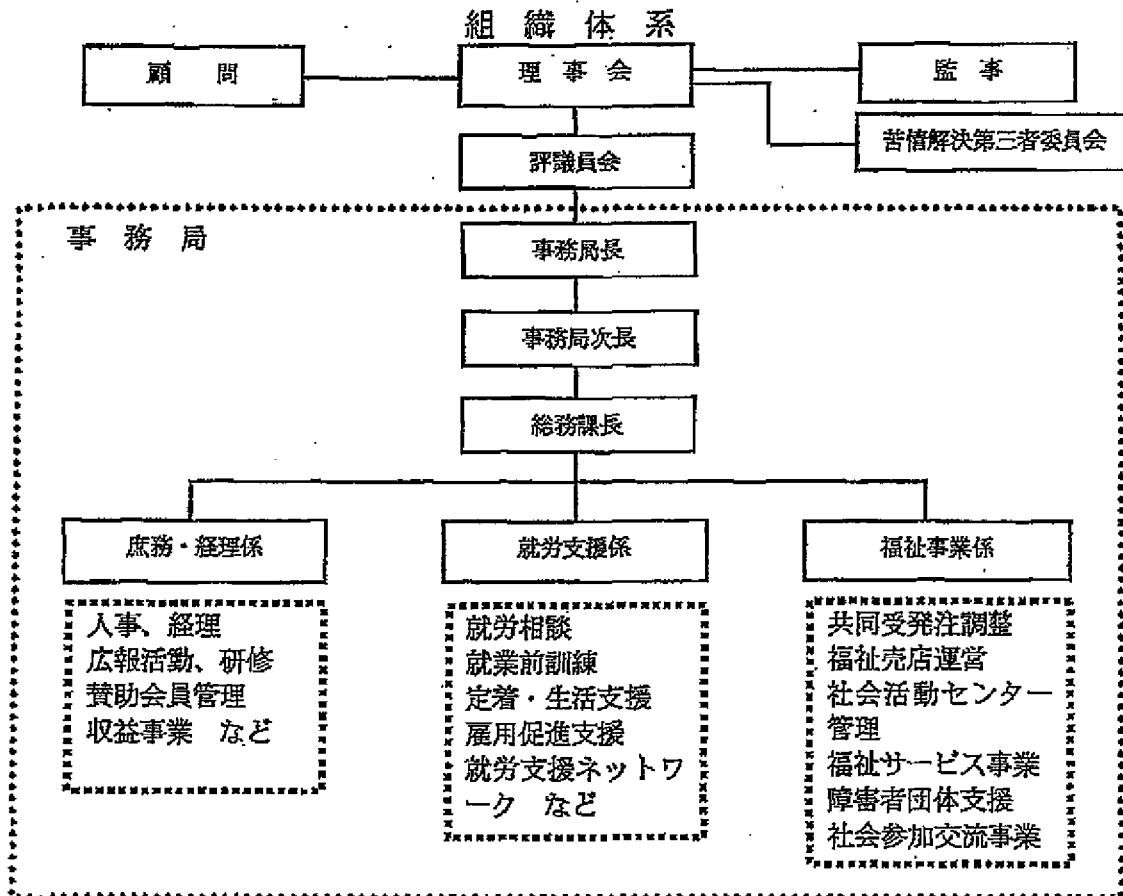 組織体系
顧問
理事会
監事
苦情解決第三者委員会
評議員会
事務局
事務局長
事務局次長
総務課長
庶務・経理係
就労支援係
福祉事業係
人事、経理
広報活動、研修
賛助会員管理
収益事業 など
就労相談
就業前訓練
定着・生活支援
雇用促進支援
就労支援ネットワ
ーク など
共同受発注調整
福祉売店運営
社会活動センター
管理
福祉サービス事業
障害者団体支援
社会参加交流事業